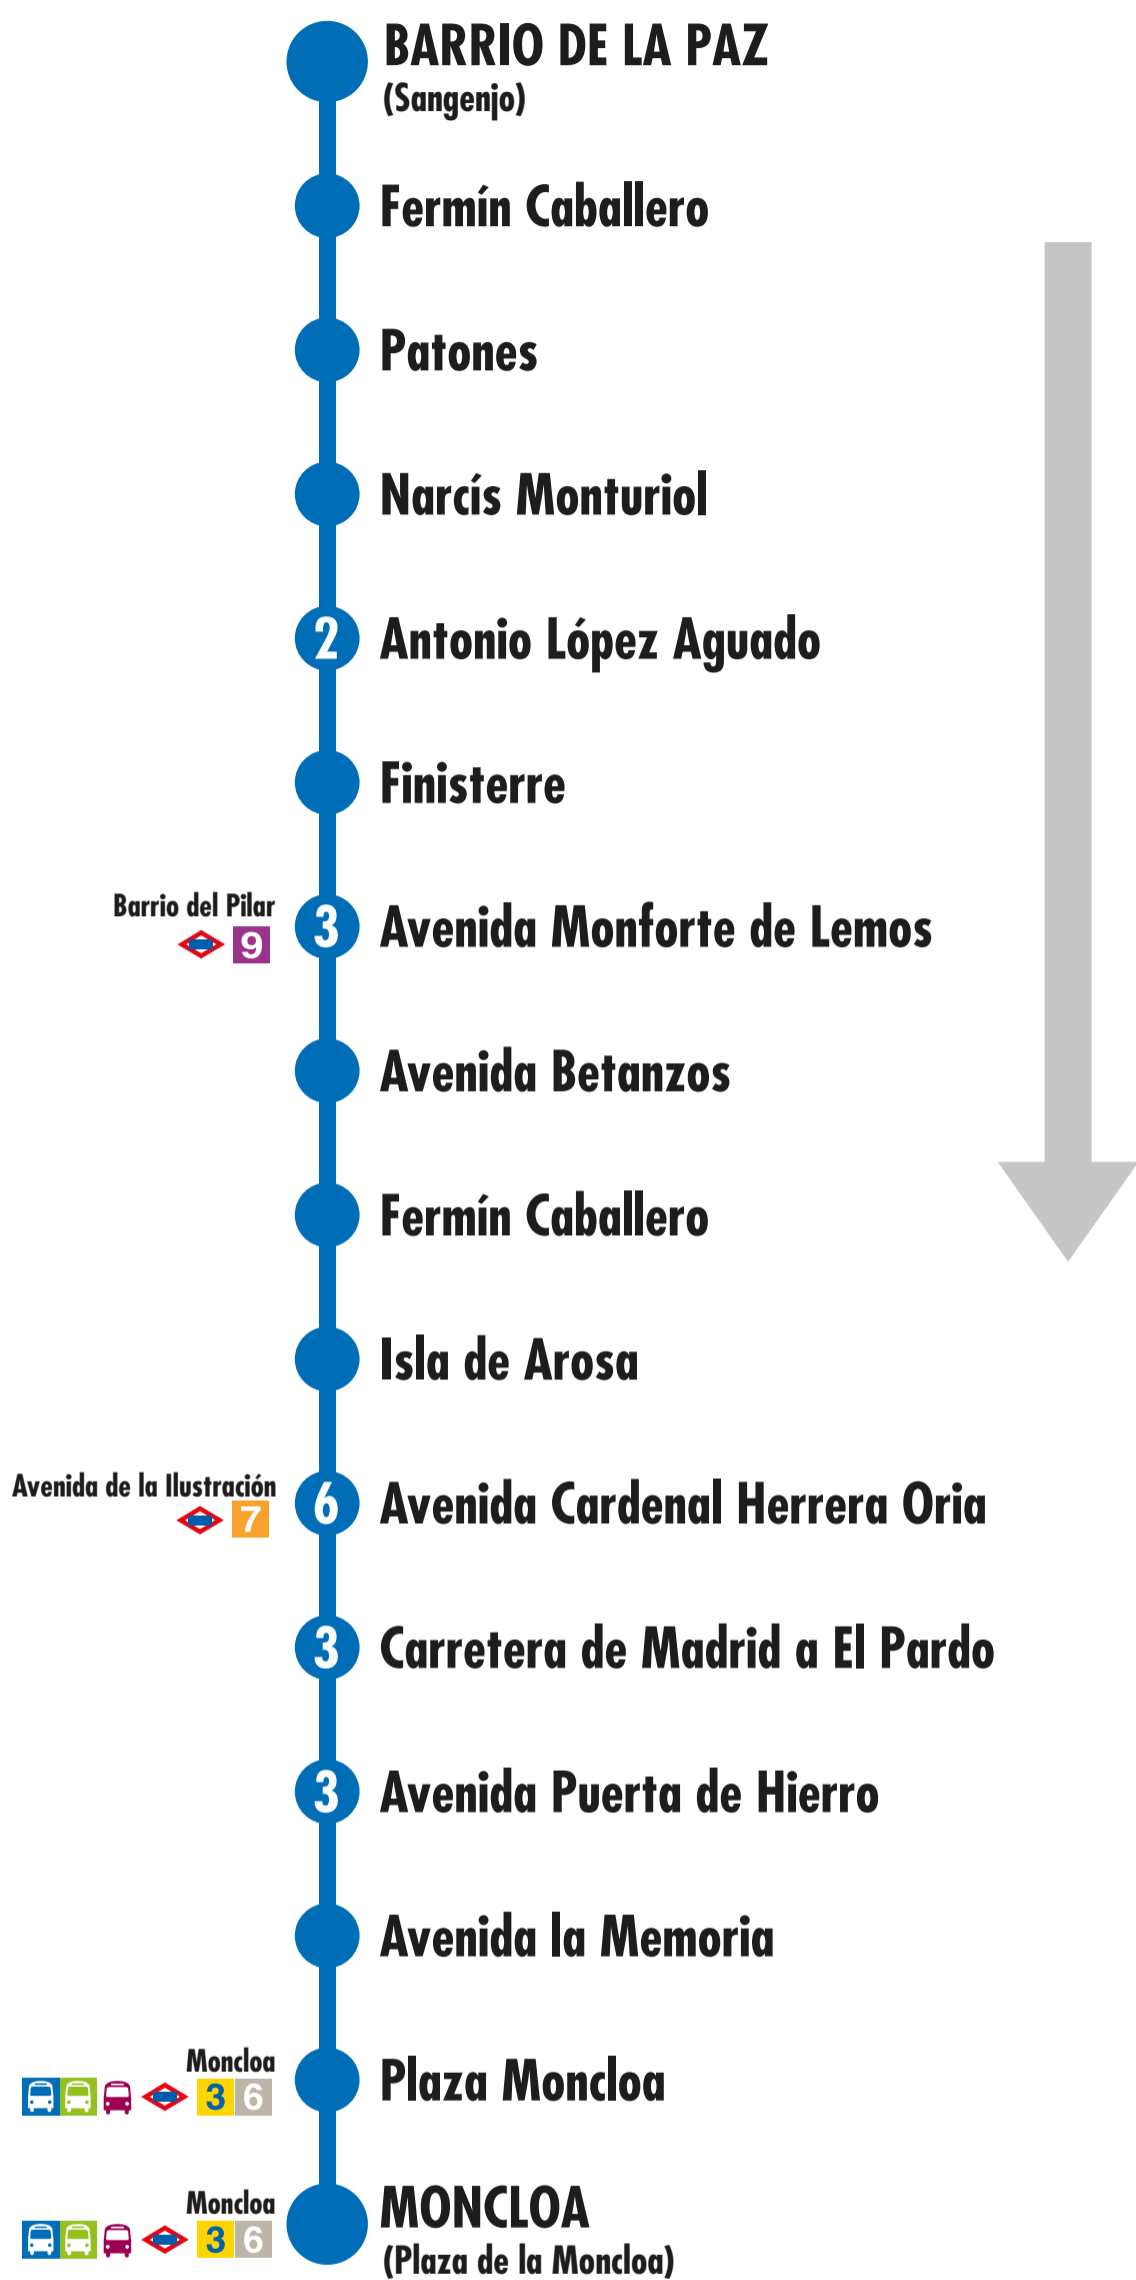 BARRIO DE LA PAZ
(Sangenjo)
Fermín Caballero
Patones
Narcís Monturiol
2 Antonio López Aguado
Finisterre
Barrio del Pilar
9
3 Avenida Monforte de Lemos
Avenida Betanzos
Fermín Caballero
Isla de Arosa
Avenida de la Ilustración
7
6 Avenida Cardenal Herrera Oria
3 Carretera de Madrid a El Pardo
3 Avenida Puerta de Hierro
Avenida la Memoria
Moncloa
3 6
Plaza Moncloa
Moncloa
3 6
MONCLOA
(Plaza de la Moncloa)